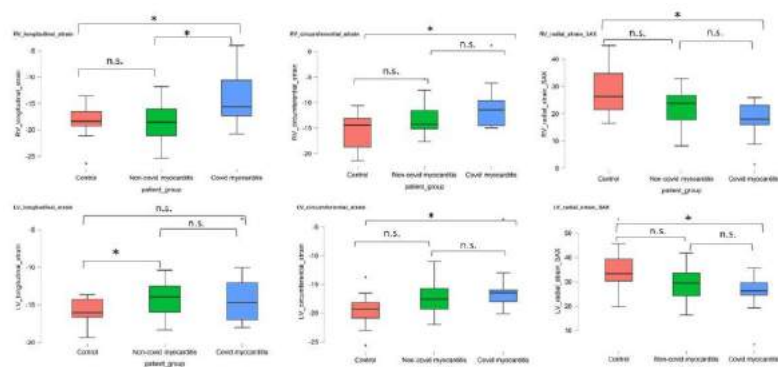 *
RV_longitudinal_strain
*
n.s.
RV_longitudinal_strain
-5
-10
-15
-20
-25
Control
Non-covid myocarditis
Covid myocarditis
patient_group
*
RV_circumferential_strain
n.s.
n.s.
RV_circumferential_strain
-5
-10
-15
-20
Control
Non-covid myocarditis
Covid myocarditis
patient_group
*
RV_radial_strain_SAX
n.s.
n.s.
RV_radial_strain_SAX
40
30
20
10
0
Control
Non-covid myocarditis
Covid myocarditis
patient_group
n.s.
LV_longitudinal_strain
n.s.
*
LV_longitudinal_strain
-10
-15
-20
Control
Non-covid myocarditis
Covid myocarditis
patient_group
*
LV_circumferential_strain
n.s.
n.s.
LV_circumferential_strain
-10
-15
-20
-25
Control
Non-covid myocarditis
Covid myocarditis
LV_radial_strain_SAX
*
n.s.
n.s.
LV_radial_strain_SAX
50
40
30
20
10
Control
Non-covid myocarditis
Covid myocarditis